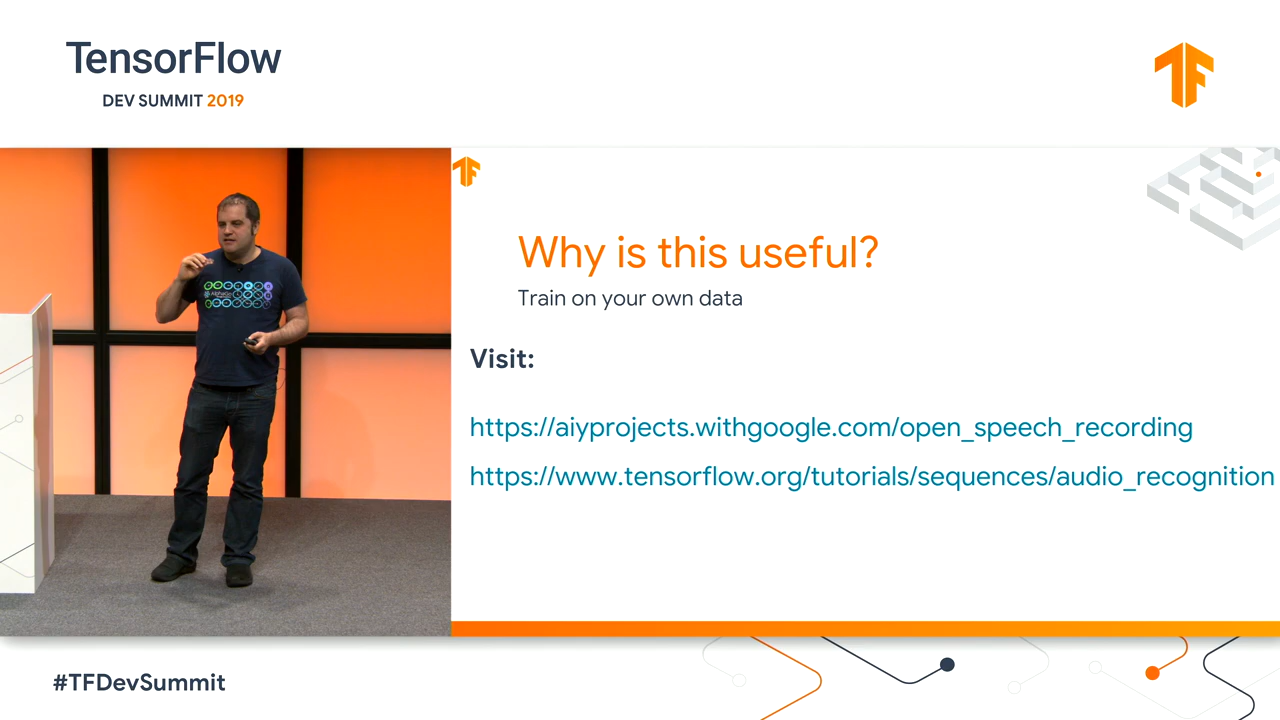 TensorFlow
DEV SUMMIT 2019
Why is this useful?
Train on your own data
Visit:
https://aiyprojects.withgoogle.com/open_speech_recording
https://www.tensorflow.org/tutorials/sequences/audio_recognition
#TFDevSummit